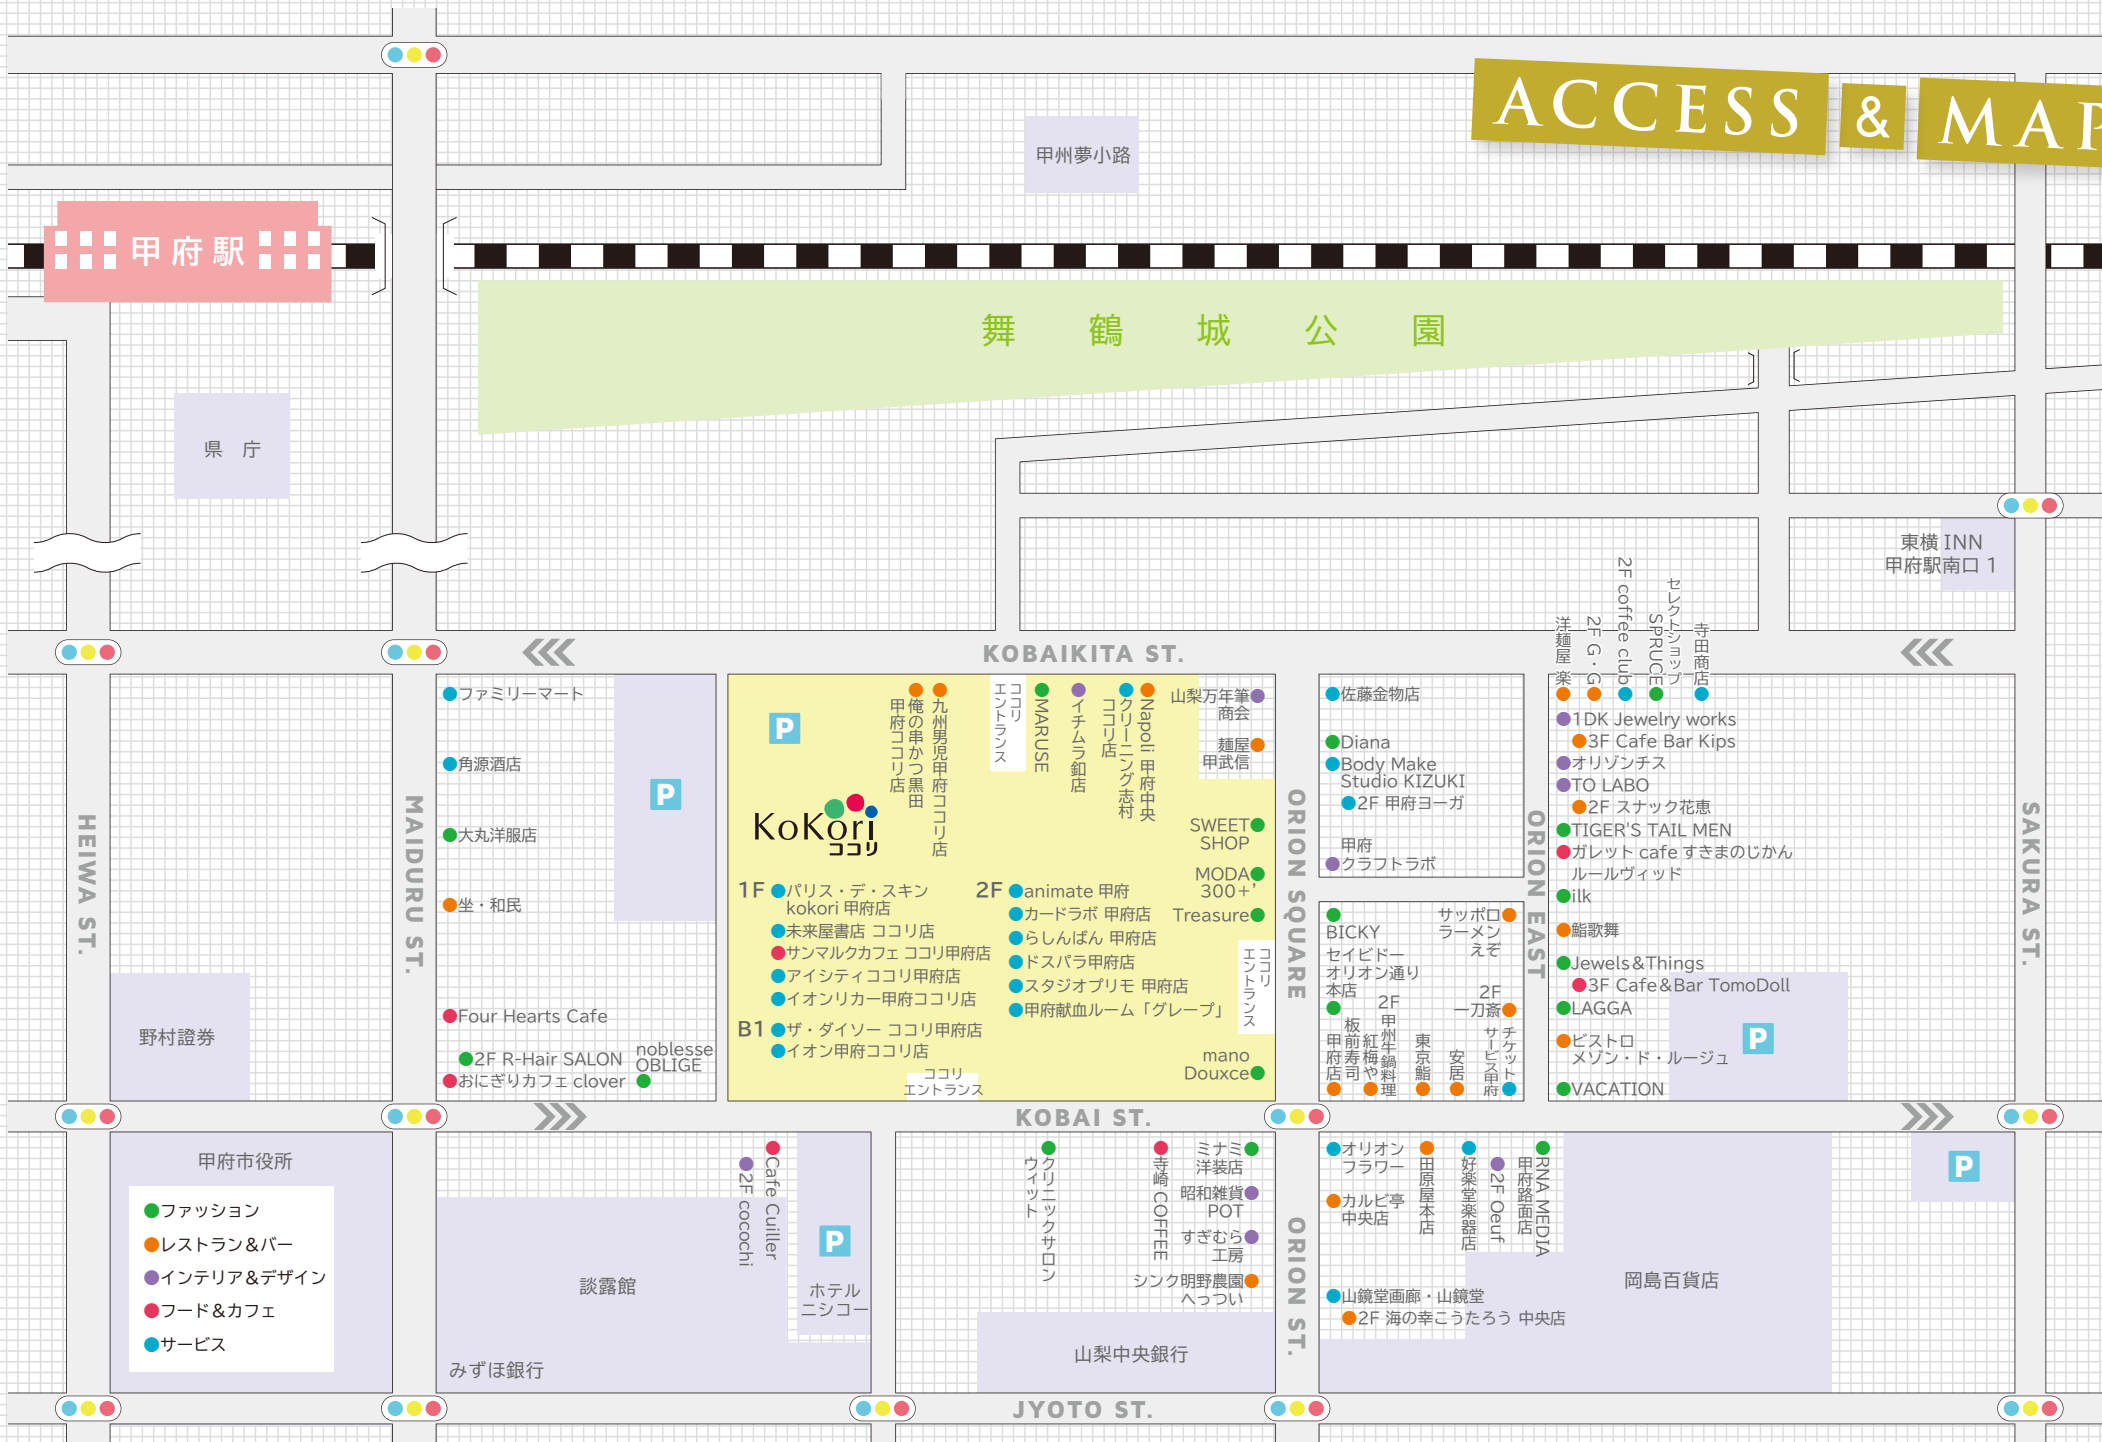 ACCESS & MAP
甲州夢小路
甲府駅
舞鶴城公園
県 庁
東横 INN
甲府駅南口 1
KOBAIKITA ST.
HEIWA ST.
MAIDURU ST.
ORION SQUARE
ORION EAST
SAKURA ST.
洋麺屋 楽
2F G・G
2F coffee club
セレクトショップ
SPRUCE
寺田商店
ファミリーマート
角源酒店
大丸洋服店
坐・和民
Four Hearts Cafe
2F R-Hair SALON
おにぎりカフェ clover
noblesse
OBLIGE
P
P
俺の串かつ黒田
甲府ココリ店
九州男児甲府ココリ店
ココリ
エントランス
MARUSE
イチムラ釦店
クリーニング志村
ココリ店
Napoli 甲府中央
山梨万年筆
商会
麺屋
甲武信
KoKori
ココリ
SWEET
SHOP
MODA
300+’
Treasure
1F パリス・デ・スキン
kokori 甲府店
未来屋書店 ココリ店
サンマルクカフェ ココリ甲府店
アイシティココリ甲府店
イオンリカー甲府ココリ店
B1 ザ・ダイソー ココリ甲府店
イオン甲府ココリ店
2F animate 甲府
カードラボ 甲府店
らしんばん 甲府店
ドスパラ甲府店
スタジオプリモ 甲府店
甲府献血ルーム「グレープ」
ココリ
エントランス
mano
Douxce
ココリ
エントランス
佐藤金物店
Diana
Body Make
Studio KIZUKI
2F 甲府ヨーガ
甲府
クラフトラボ
BICKY
セイビドー
オリオン通り
本店
サッポロ
ラーメン
えぞ
2F
一刀斎
板前寿司
甲府店
紅梅や
2F
甲州牛鍋料理
東京鮨
安居
チケット
サービス甲府
1DK Jewelry works
3F Cafe Bar Kips
オリゾンチス
TO LABO
2F スナック花恵
TIGER'S TAIL MEN
ガレット cafe すきまのじかん
ルールヴィッド
ilk
鮨歌舞
Jewels＆Things
3F Cafe＆Bar TomoDoll
LAGGA
ビストロ
メゾン・ド・ルージュ
VACATION
P
野村證券
KOBAI ST.
甲府市役所
ファッション
レストラン＆バー
インテリア＆デザイン
フード＆カフェ
サービス
談露館
みずほ銀行
Cafe Cuiller
2F cocochi
P
ホテル
ニシコー
クリニックサロン
ウィット
寺崎 COFFEE
ミナミ
洋装店
昭和雑貨
POT
すぎむら
工房
シンク明野農園
へっつい
山梨中央銀行
ORION ST.
オリオン
フラワー
カルビ亭
中央店
田原屋本店
好楽堂楽器店
2F Oeuf
RNA MEDIA
甲府路面店
山鏡堂画廊・山鏡堂
2F 海の幸こうたろう 中央店
岡島百貨店
P
JYOTO ST.